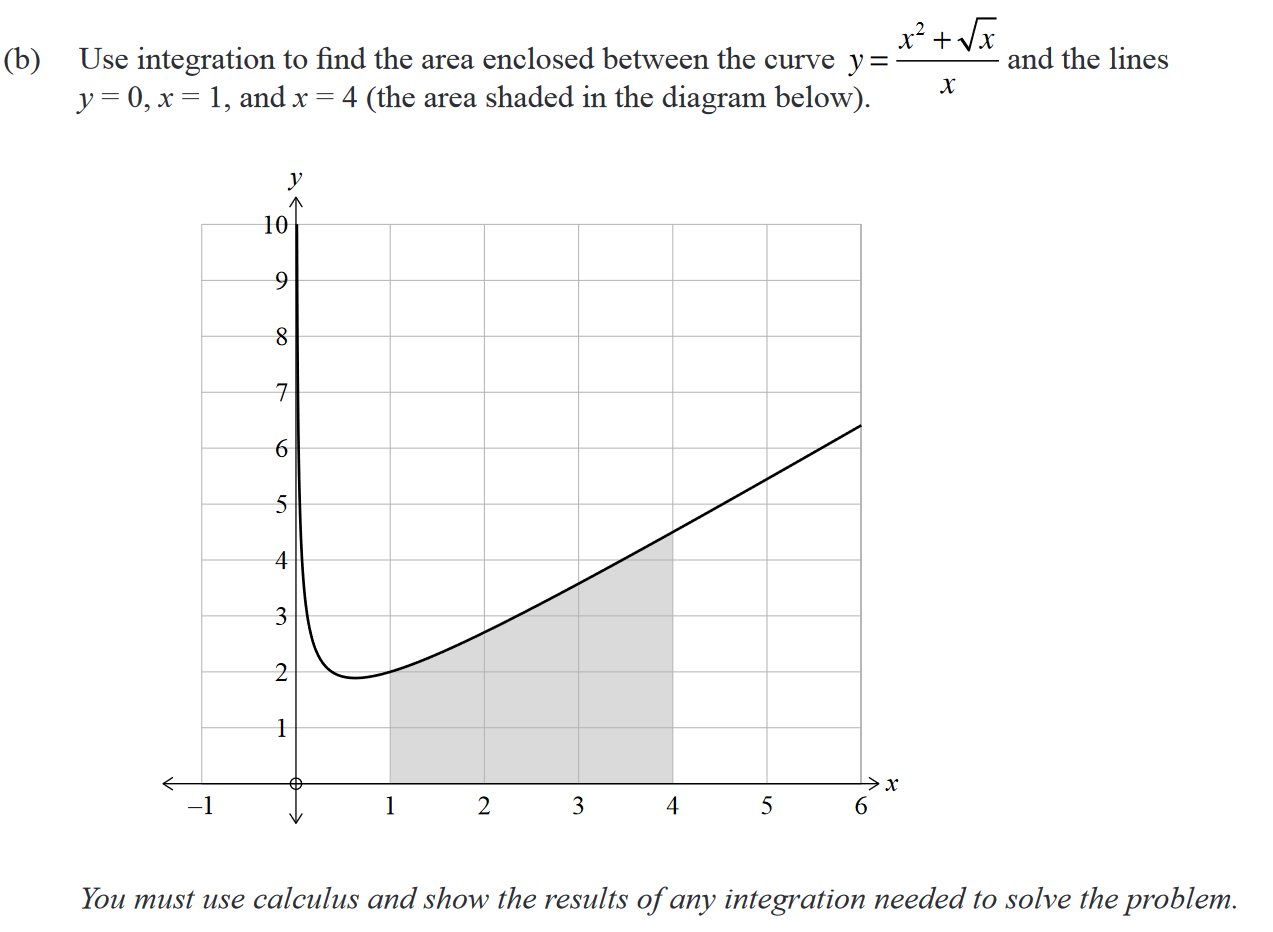 (b) Use integration to find the area enclosed between the curve y = \frac{x^2 + \sqrt{x}}{x} and the lines
y = 0, x = 1, and x = 4 (the area shaded in the diagram below).
y
10
9
8
7
6
5
4
3
2
1
x
–1 1 2 3 4 5 6
You must use calculus and show the results of any integration needed to solve the problem.